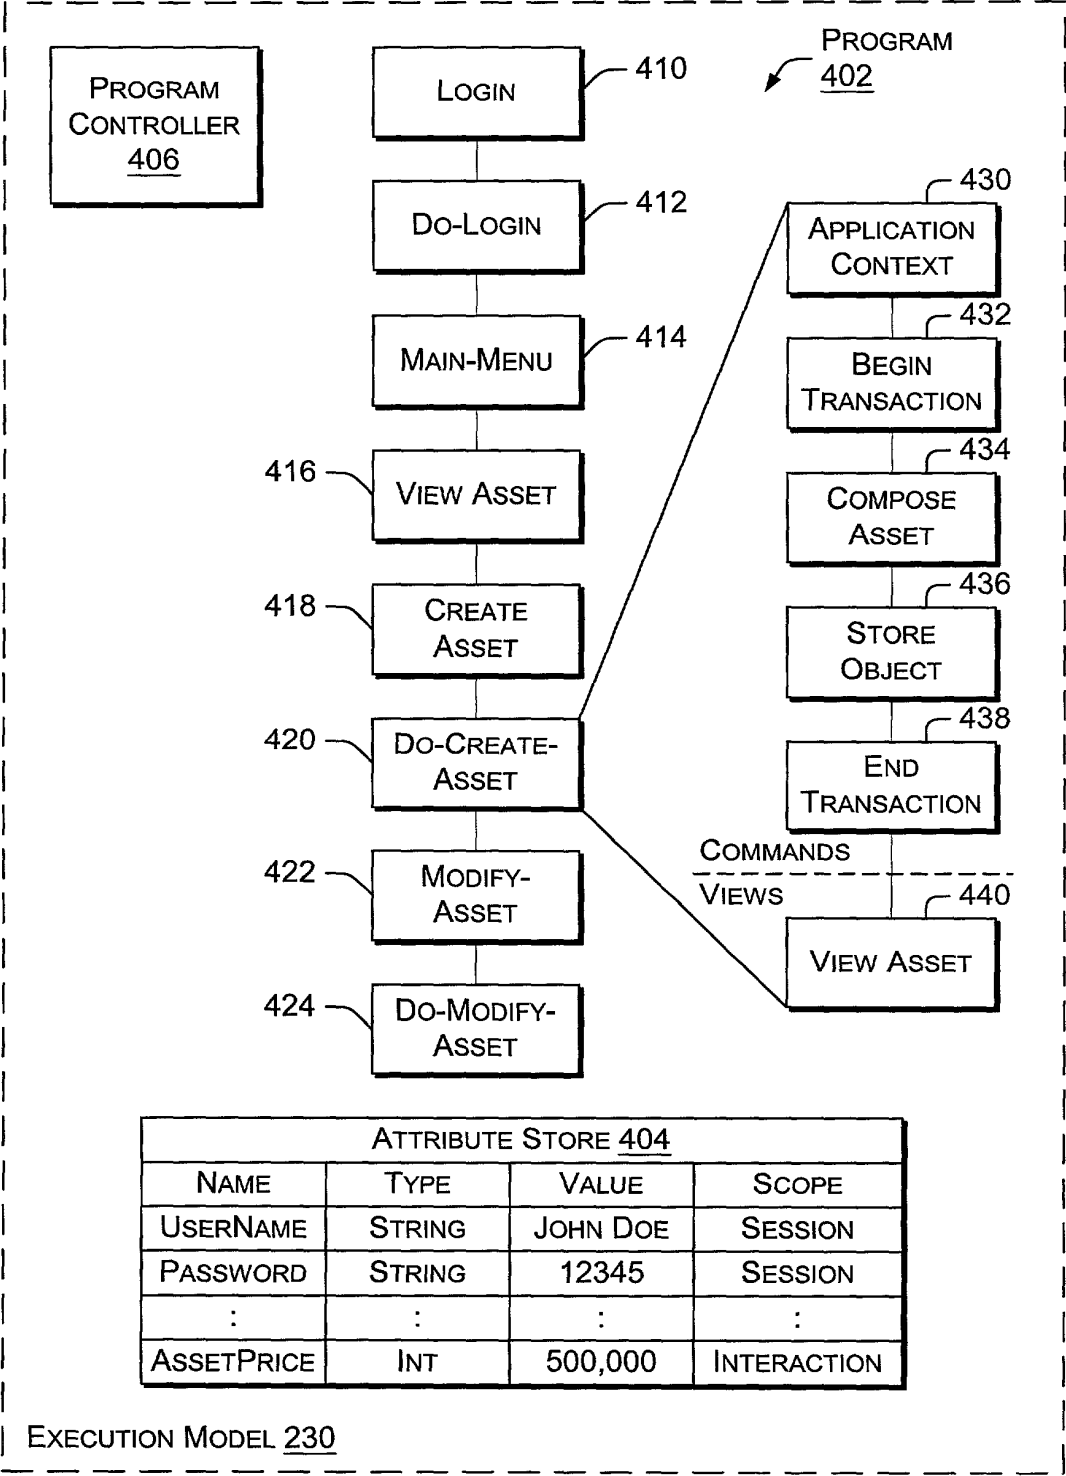 PROGRAM
CONTROLLER
406
PROGRAM
402
LOGIN
410
DO-LOGIN
412
MAIN-MENU
414
416
VIEW ASSET
418
CREATE
ASSET
420
DO-CREATE-
ASSET
422
MODIFY-
ASSET
424
DO-MODIFY-
ASSET
430
APPLICATION
CONTEXT
432
BEGIN
TRANSACTION
434
COMPOSE
ASSET
436
STORE
OBJECT
438
END
TRANSACTION
COMMANDS
VIEWS
440
VIEW ASSET
ATTRIBUTE STORE 404
NAME TYPE VALUE SCOPE
USERNAME STRING JOHN DOE SESSION
PASSWORD STRING 12345 SESSION
: : : :
ASSETPRICE INT 500,000 INTERACTION
EXECUTION MODEL 230